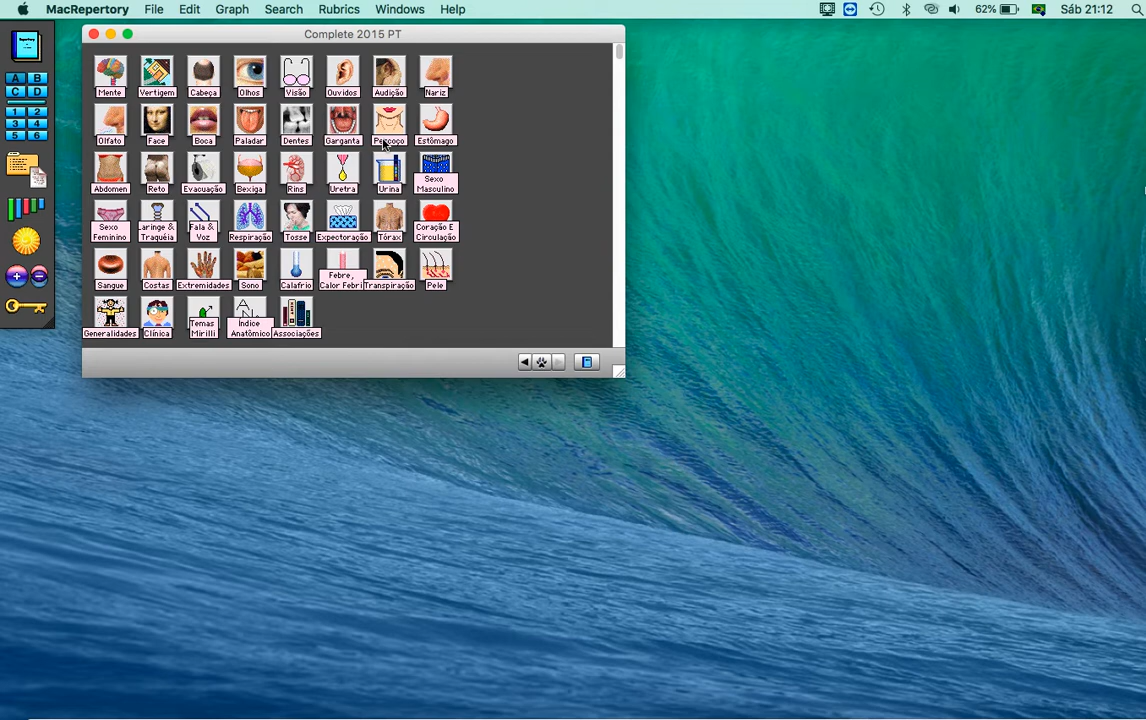 MacRepertory File Edit Graph Search Rubrics Windows Help 62% Sáb 21:12
Complete 2015 PT
Repertory
A B
C D
1 2
3 4
5 6
Mente Vertigem Cabeça Olhos Visão Ouvidos Audição Nariz
Olfato Face Boca Paladar Dentes Garganta Pescoço Estômago
Abdomen Reto Evacuação Bexiga Rins Uretra Urina Sexo Masculino
Sexo Feminino Laringe & Traquéia Fala & Voz Respiração Tosse Expectoração Tórax Coração E Circulação
Sangue Costas Extremidades Sono Calafrio Febre, Calor Febri Transpiração Pele
Generalidades Clínica Temas Mirilli Índice Anatômico Associações